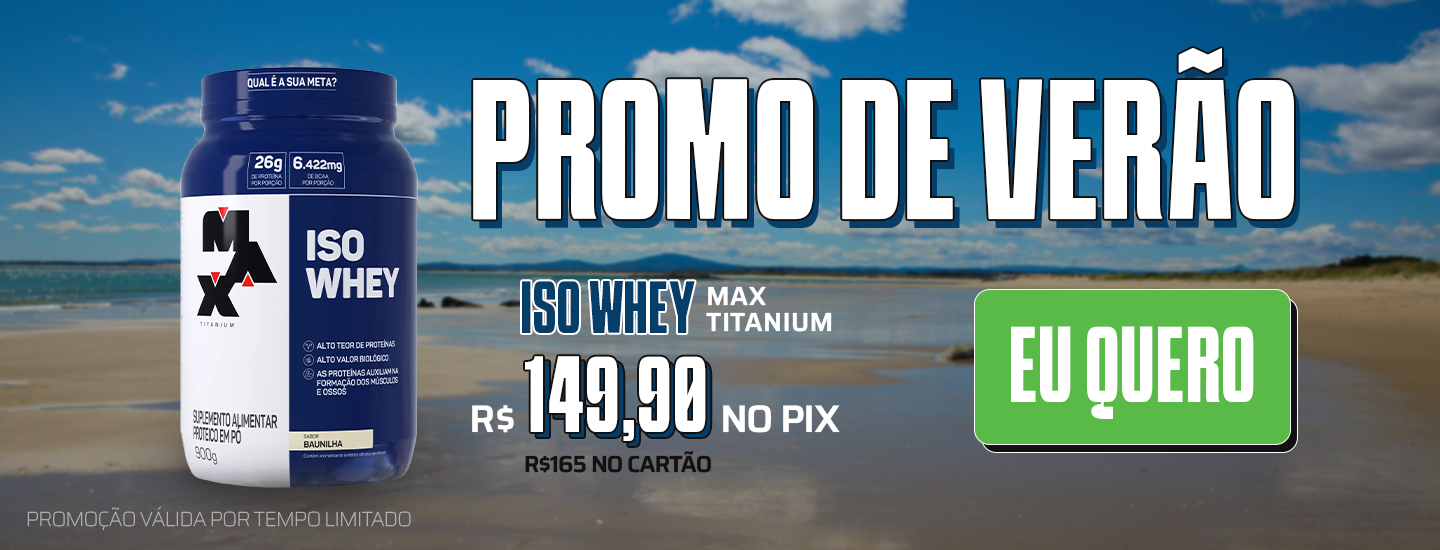 QUAL É A SUA META?
26g
DE PROTEÍNA
POR PORÇÃO
6.422mg
DE BCAA
POR PORÇÃO
MAX
TITANIUM
ISO
WHEY
ALTO TEOR DE PROTEÍNAS
ALTO VALOR BIOLÓGICO
AS PROTEÍNAS AUXILIAM NA
FORMAÇÃO DOS MÚSCULOS
E OSSOS
SUPLEMENTO ALIMENTAR
PROTEICO EM PÓ
900g
SABOR
BAUNILHA
PROMO DE VERÃO
ISO WHEY
MAX
TITANIUM
R$ 149,90 NO PIX
R$165 NO CARTÃO
EU QUERO
PROMOÇÃO VÁLIDA POR TEMPO LIMITADO